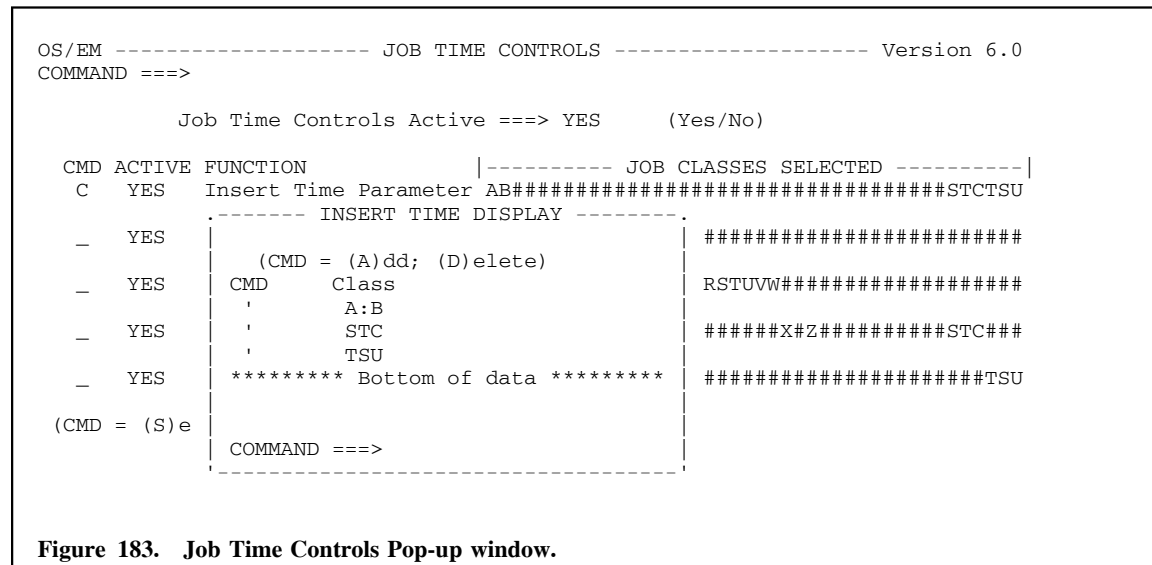 OS/EM -------------------- JOB TIME CONTROLS -------------------- Version 6.0
COMMAND ===>
Job Time Controls Active ===> YES (Yes/No)
CMD ACTIVE FUNCTION |---------- JOB CLASSES SELECTED ----------|
C YES Insert Time Parameter AB##################################STCTSU
.------- INSERT TIME DISPLAY --------.
_ YES | | #########################
| (CMD = (A)dd; (D)elete) |
_ YES | CMD Class | RSTUVW###################
| ' A:B |
_ YES | ' STC | ######X#Z##########STC###
| ' TSU |
_ YES | ********* Bottom of data ********* | ######################TSU
| |
(CMD = (S)e | |
| COMMAND ===> |
'------------------------------------'
Figure 183. Job Time Controls Pop-up window.